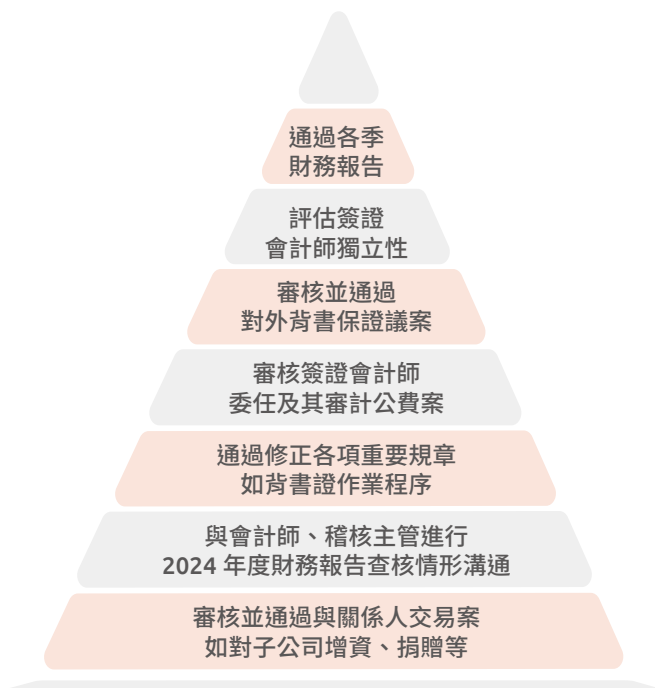 通過各季
財務報告
評估簽證
會計師獨立性
審核並通過
對外背書保證議案
審核簽證會計師
委任及其審計公費案
通過修正各項重要規章
如背書證作業程序
與會計師、稽核主管進行
2024 年度財務報告查核情形溝通
審核並通過與關係人交易案
如對子公司增資、捐贈等